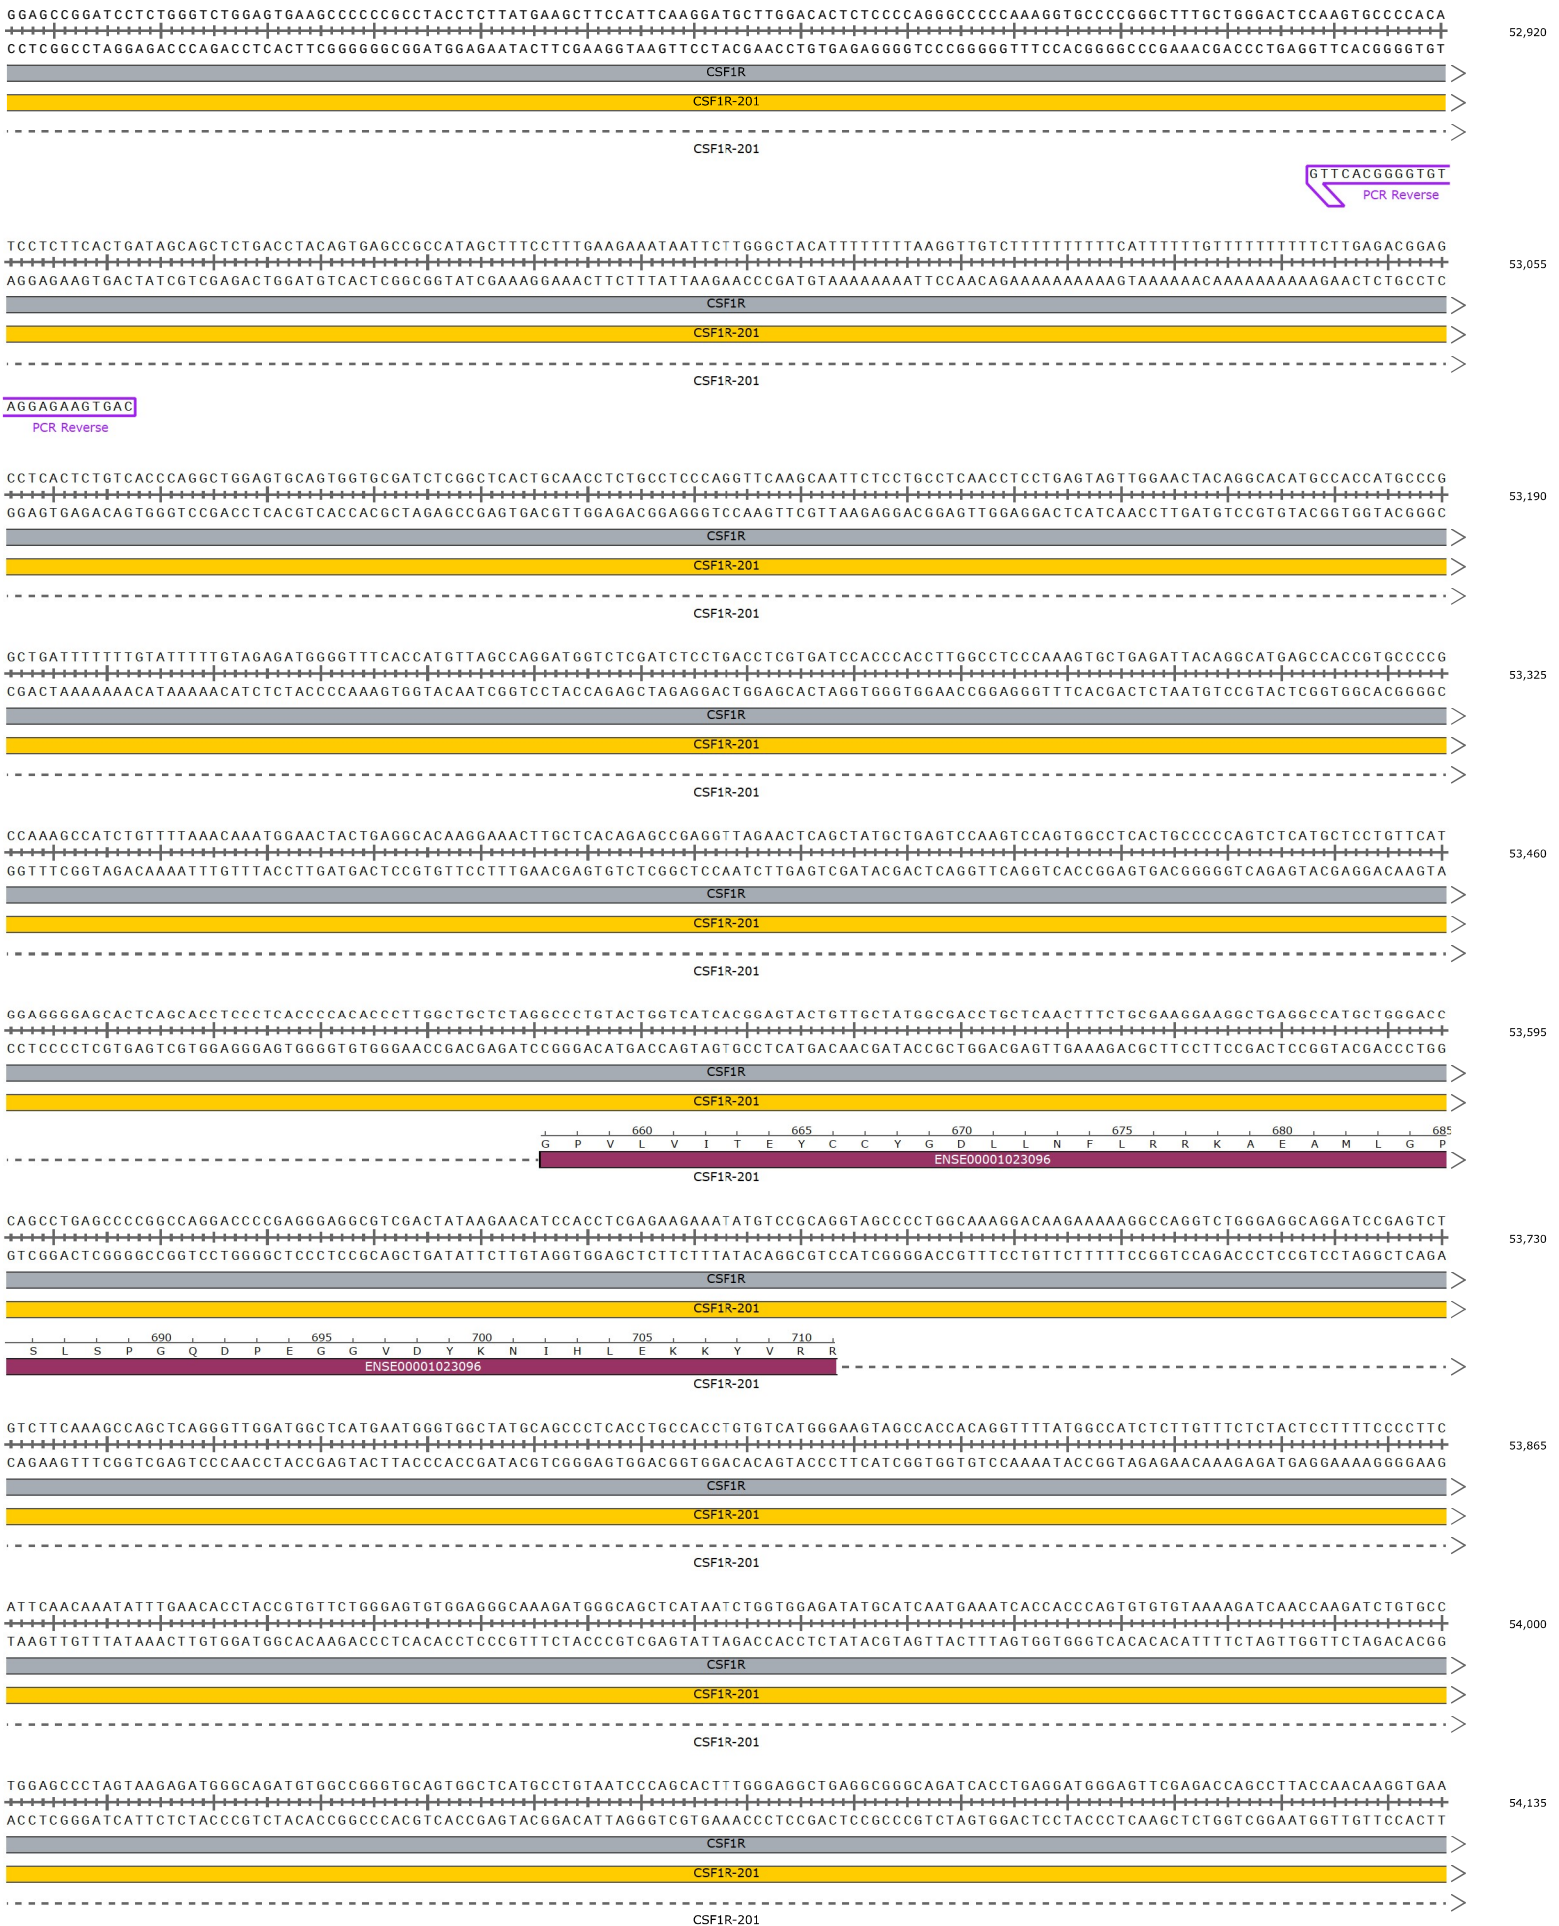 GGAGCCGGATCCTCTGGGTCTGGAGTGAAGCCCCCCGCCTACCTCTTATGAAGCTTCCATTCAAGGATGCTTGGACACTCTCCCCAGGGCCCCCAAAGGTGCCCCGGGCTTTGCTGGGACTCCAAGTGCCCCACA
52,920
CCTCGGCCTAGGAGACCCAGACCTCACTTCGGGGGGCGGATGGAGAATACTTCGAAGGTAAGTTCCTACGAACCTGTGAGAGGGGTCCCGGGGGTTTCCACGGGGCCCGAAACGACCCTGAGGTTCACGGGGTGT
CSF1R
CSF1R-201
CSF1R-201
GTTCACGGGGTGT
PCR Reverse
TCCTCTTCACTGATAGCAGCTCTGACCTACAGTGAGCCGCCATAGCTTTCCTTTGAAGAAATAATTCTTGGGCTACATTTTTTTTAAGGTTGTCTTTTTTTTTTCATTTTTTGTTTTTTTTTTCTTGAGACGGAG
53,055
AGGAGAAGTGACTATCGTCGAGACTGGATGTCACTCGGCGGTATCGAAAGGAAACTTCTTTATTAAGAACCCGATGTAAAAAAAATTCCAACAGAAAAAAAAAAGTAAAAAACAAAAAAAAAAGAACTCTGCCTC
CSF1R
CSF1R-201
CSF1R-201
AGGAGAAGTGAC
PCR Reverse
CCTCACTCTGTCACCCAGGCTGGAGTGCAGTGGTGCGATCTCGGCTCACTGCAACCTCTGCCTCCCAGGTTCAAGCAATTCTCCTGCCTCAACCTCCTGAGTAGTTGGAACTACAGGCACATGCCACCATGCCCG
53,190
GGAGTGAGACAGTGGGTCCGACCTCACGTCACCACGCTAGAGCCGAGTGACGTTGGAGACGGAGGGTCCAAGTTCGTTAAGAGGACGGAGTTGGAGGACTCATCAACCTTGATGTCCGTGTACGGTGGTACGGGC
CSF1R
CSF1R-201
CSF1R-201
GCTGATTTTTTTGTATTTTTGTAGAGATGGGGTTTCACCATGTTAGCCAGGATGGTCTCGATCTCCTGACCTCGTGATCCACCCACCTTGGCCTCCCAAAGTGCTGAGATTACAGGCATGAGCCACCGTGCCCCG
53,325
CGACTAAAAAAACATAAAAACATCTCTACCCCAAAGTGGTACAATCGGTCCTACCAGAGCTAGAGGACTGGAGCACTAGGTGGGTGGAACCGGAGGGTTTCACGACTCTAATGTCCGTACTCGGTGGCACGGGGC
CSF1R
CSF1R-201
CSF1R-201
CCAAAGCCATCTGTTTTAAACAAATGGAACTACTGAGGCACAAGGAAACTTGCTCACAGAGCCGAGGTTAGAACTCAGCTATGCTGAGTCCAAGTCCAGTGGCCTCACTGCCCCCAGTCTCATGCTCCTGTTCAT
53,460
GGTTTCGGTAGACAAAATTTGTTTACCTTGATGACTCCGTGTTCCTTTGAACGAGTGTCTCGGCTCCAATCTTGAGTCGATACGACTCAGGTTCAGGTCACCGGAGTGACGGGGGTCAGAGTACGAGGACAAGTA
CSF1R
CSF1R-201
CSF1R-201
GGAGGGGAGCACTCAGCACCTCCCTCACCCCACACCCTTGGCTGCTCTAGGCCCTGTACTGGTCATCACGGAGTACTGTTGCTATGGCGACCTGCTCAACTTTCTGCGAAGGAAGGCTGAGGCCATGCTGGGACC
53,595
CCTCCCCTCGTGAGTCGTGGAGGGAGTGGGGTGTGGGAACCGACGAGATCCGGGACATGACCAGTAGTGCCTCATGACAACGATACCGCTGGACGAGTTGAAAGACGCTTCCTTCCGACTCCGGTACGACCCTGG
CSF1R
CSF1R-201
660 665 670 675 680 685
G P V L V I T E Y C C Y G D L L N F L R R K A E A M L G P
ENSE00001023096
CSF1R-201
CAGCCTGAGCCCCGGCCAGGACCCCGAGGGAGGCGTCGACTATAAGAACATCCACCTCGAGAAGAAATATGTCCGCAGGTAGCCCCTGGCAAAGGACAAGAAAAAGGCCAGGTCTGGGAGGCAGGATCCGAGTCT
53,730
GTCGGACTCGGGGCCGGTCCTGGGGCTCCCTCCGCAGCTGATATTCTTGTAGGTGGAGCTCTTCTTTATACAGGCGTCCATCGGGGACCGTTTCCTGTTCTTTTTCCGGTCCAGACCCTCCGTCCTAGGCTCAGA
CSF1R
CSF1R-201
690 695 700 705 710
S L S P G Q D P E G G V D Y K N I H L E K K Y V R R
ENSE00001023096
CSF1R-201
GTCTTCAAAGCCAGCTCAGGGTTGGATGGCTCATGAATGGGTGGCTATGCAGCCCTCACCTGCCACCTGTGTCATGGGAAGTAGCCACCACAGGTTTTATGGCCATCTCTTGTTTCTCTACTCCTTTTCCCCTTC
53,865
CAGAAGTTTCGGTCGAGTCCCAACCTACCGAGTACTTACCCACCGATACGTCGGGAGTGGACGGTGGACACAGTACCCTTCATCGGTGGTGTCCAAAATACCGGTAGAGAACAAAGAGATGAGGAAAAGGGGAAG
CSF1R
CSF1R-201
CSF1R-201
ATTCAACAAATATTTGAACACCTACCGTGTTCTGGGAGTGTGGAGGGCAAAGATGGGCAGCTCATAATCTGGTGGAGATATGCATCAATGAAATCACCACCCAGTGTGTGTAAAAGATCAACCAAGATCTGTGCC
54,000
TAAGTTGTTTATAAACTTGTGGATGGCACAAGACCCTCACACCTCCCGTTTCTACCCGTCGAGTATTAGACCACCTCTATACGTAGTTACTTTAGTGGTGGGTCACACACATTTTCTAGTTGGTTCTAGACACGG
CSF1R
CSF1R-201
CSF1R-201
TGGAGCCCTAGTAAGAGATGGGCAGATGTGGCCGGGTGCAGTGGCTCATGCCTGTAATCCCAGCACTTTGGGAGGCTGAGGCGGGCAGATCACCTGAGGATGGGAGTTCGAGACCAGCCTTACCAACAAGGTGAA
54,135
ACCTCGGGATCATTCTCTACCCGTCTACACCGGCCCACGTCACCGAGTACGGACATTAGGGTCGTGAAACCCTCCGACTCCGCCCGTCTAGTGGACTCCTACCCTCAAGCTCTGGTCGGAATGGTTGTTCCACTT
CSF1R
CSF1R-201
CSF1R-201